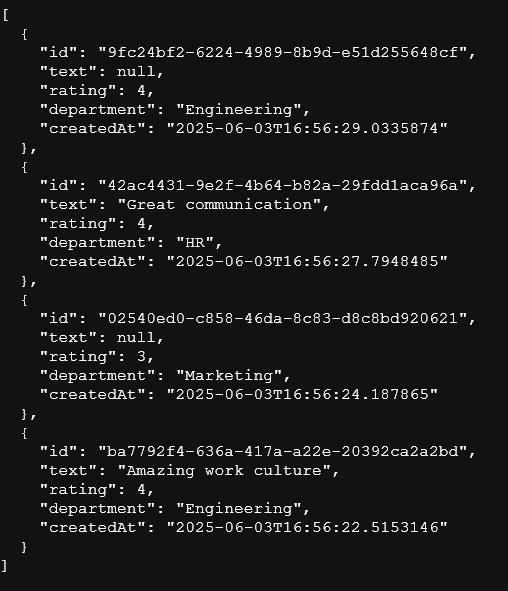 [
  {
    "id": "9fc24bf2-6224-4989-8b9d-e51d255648cf",
    "text": null,
    "rating": 4,
    "department": "Engineering",
    "createdAt": "2025-06-03T16:56:29.0335874"
  },
  {
    "id": "42ac4431-9e2f-4b64-b82a-29fdd1aca96a",
    "text": "Great communication",
    "rating": 4,
    "department": "HR",
    "createdAt": "2025-06-03T16:56:27.7948485"
  },
  {
    "id": "02540ed0-c858-46da-8c83-d8c8bd920621",
    "text": null,
    "rating": 3,
    "department": "Marketing",
    "createdAt": "2025-06-03T16:56:24.187865"
  },
  {
    "id": "ba7792f4-636a-417a-a22e-20392ca2a2bd",
    "text": "Amazing work culture",
    "rating": 4,
    "department": "Engineering",
    "createdAt": "2025-06-03T16:56:22.5153146"
  }
]